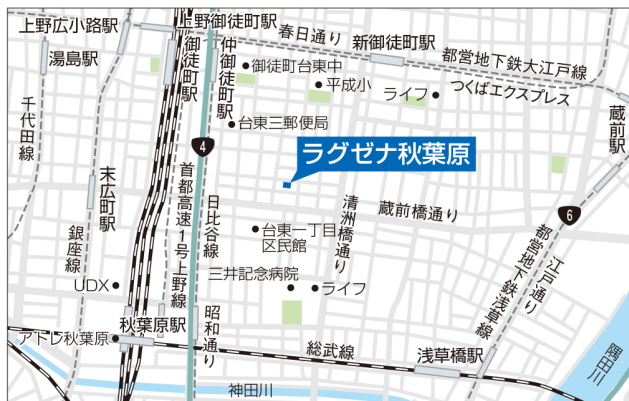 上野広小路駅
上野御徒町駅
春日通り
新御徒町駅
都営地下鉄大江戸線
つくばエクスプレス
湯島駅
御徒町駅
仲御徒町駅
御徒町台東中
平成小
ライフ
蔵前駅
千代田線
台東三郵便局
4
ラグゼナ秋葉原
末広町駅
首都高速1号上野線
日比谷線
清洲橋通り
蔵前橋通り
6
銀座線
台東一丁目
区民館
江戸通り
都営地下鉄浅草線
三井記念病院
ライフ
UDX
秋葉原駅
昭和通り
アトレ秋葉原
総武線
浅草橋駅
神田川
隅田川